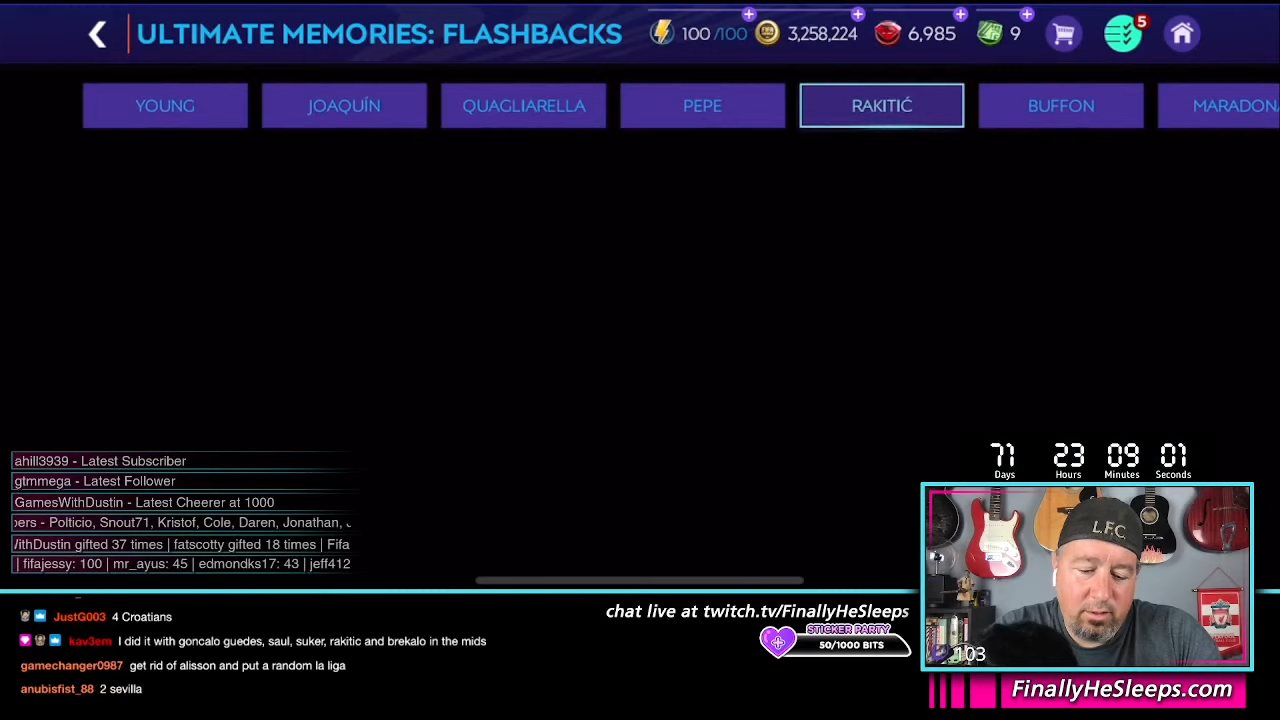 ULTIMATE MEMORIES: FLASHBACKS 100/100 3,258,224 6,985 9 5
YOUNG JOAQUÍN QUAGLIARELLA PEPE RAKITIĆ BUFFON MARADONA
ahill3939 - Latest Subscriber
gtmmega - Latest Follower
GamesWithDustin - Latest Cheerer at 1000
ers - Polticio, Snout71, Kristof, Cole, Daren, Jonathan,
ithDustin gifted 37 times | fatscotty gifted 18 times | Fifa
| fifajessy: 100 | mr_ayus: 45 | edmondks17: 43 | jeff412
71 23 09 01
Days Hours Minutes Seconds
L.F.C.
103
JustG003 4 Croatians
kav3em I did it with goncalo guedes, saul, suker, rakitic and brekalo in the mids
gamechanger0987 get rid of alisson and put a random la liga
anubisfist_88 2 sevilla
chat live at twitch.tv/FinallyHeSleeps
STICKER PARTY
50/1000 BITS
FinallyHeSleeps.com